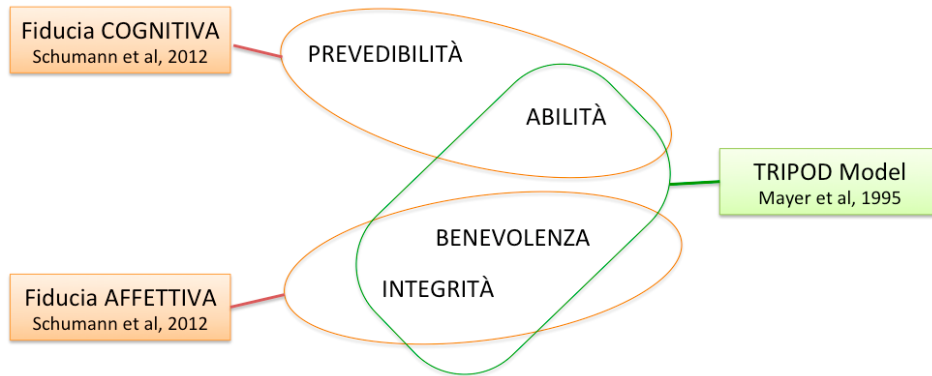 Fiducia COGNITIVA
Schumann et al, 2012
PREVEDIBILITÀ
ABILITÀ
TRIPOD Model
Mayer et al, 1995
BENEVOLENZA
INTEGRITÀ
Fiducia AFFETTIVA
Schumann et al, 2012